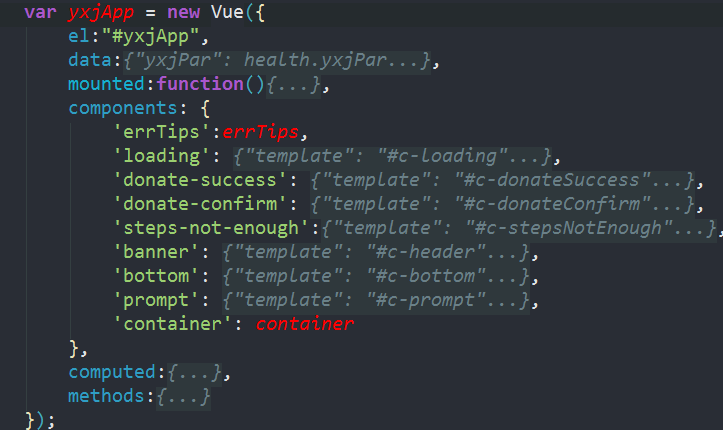 var yxjApp = new Vue({
el:"#yxjApp",
data:{"yxjPar": health.yxjPar...},
mounted:function(){...},
components: {
'errTips':errTips,
'loading': {"template": "#c-loading"...},
'donate-success': {"template": "#c-donateSuccess"...},
'donate-confirm': {"template": "#c-donateConfirm"...},
'steps-not-enough':{"template": "#c-stepsNotEnough"...},
'banner': {"template": "#c-header"...},
'bottom': {"template": "#c-bottom"...},
'prompt': {"template": "#c-prompt"...},
'container': container
},
computed:{...},
methods:{...}
});